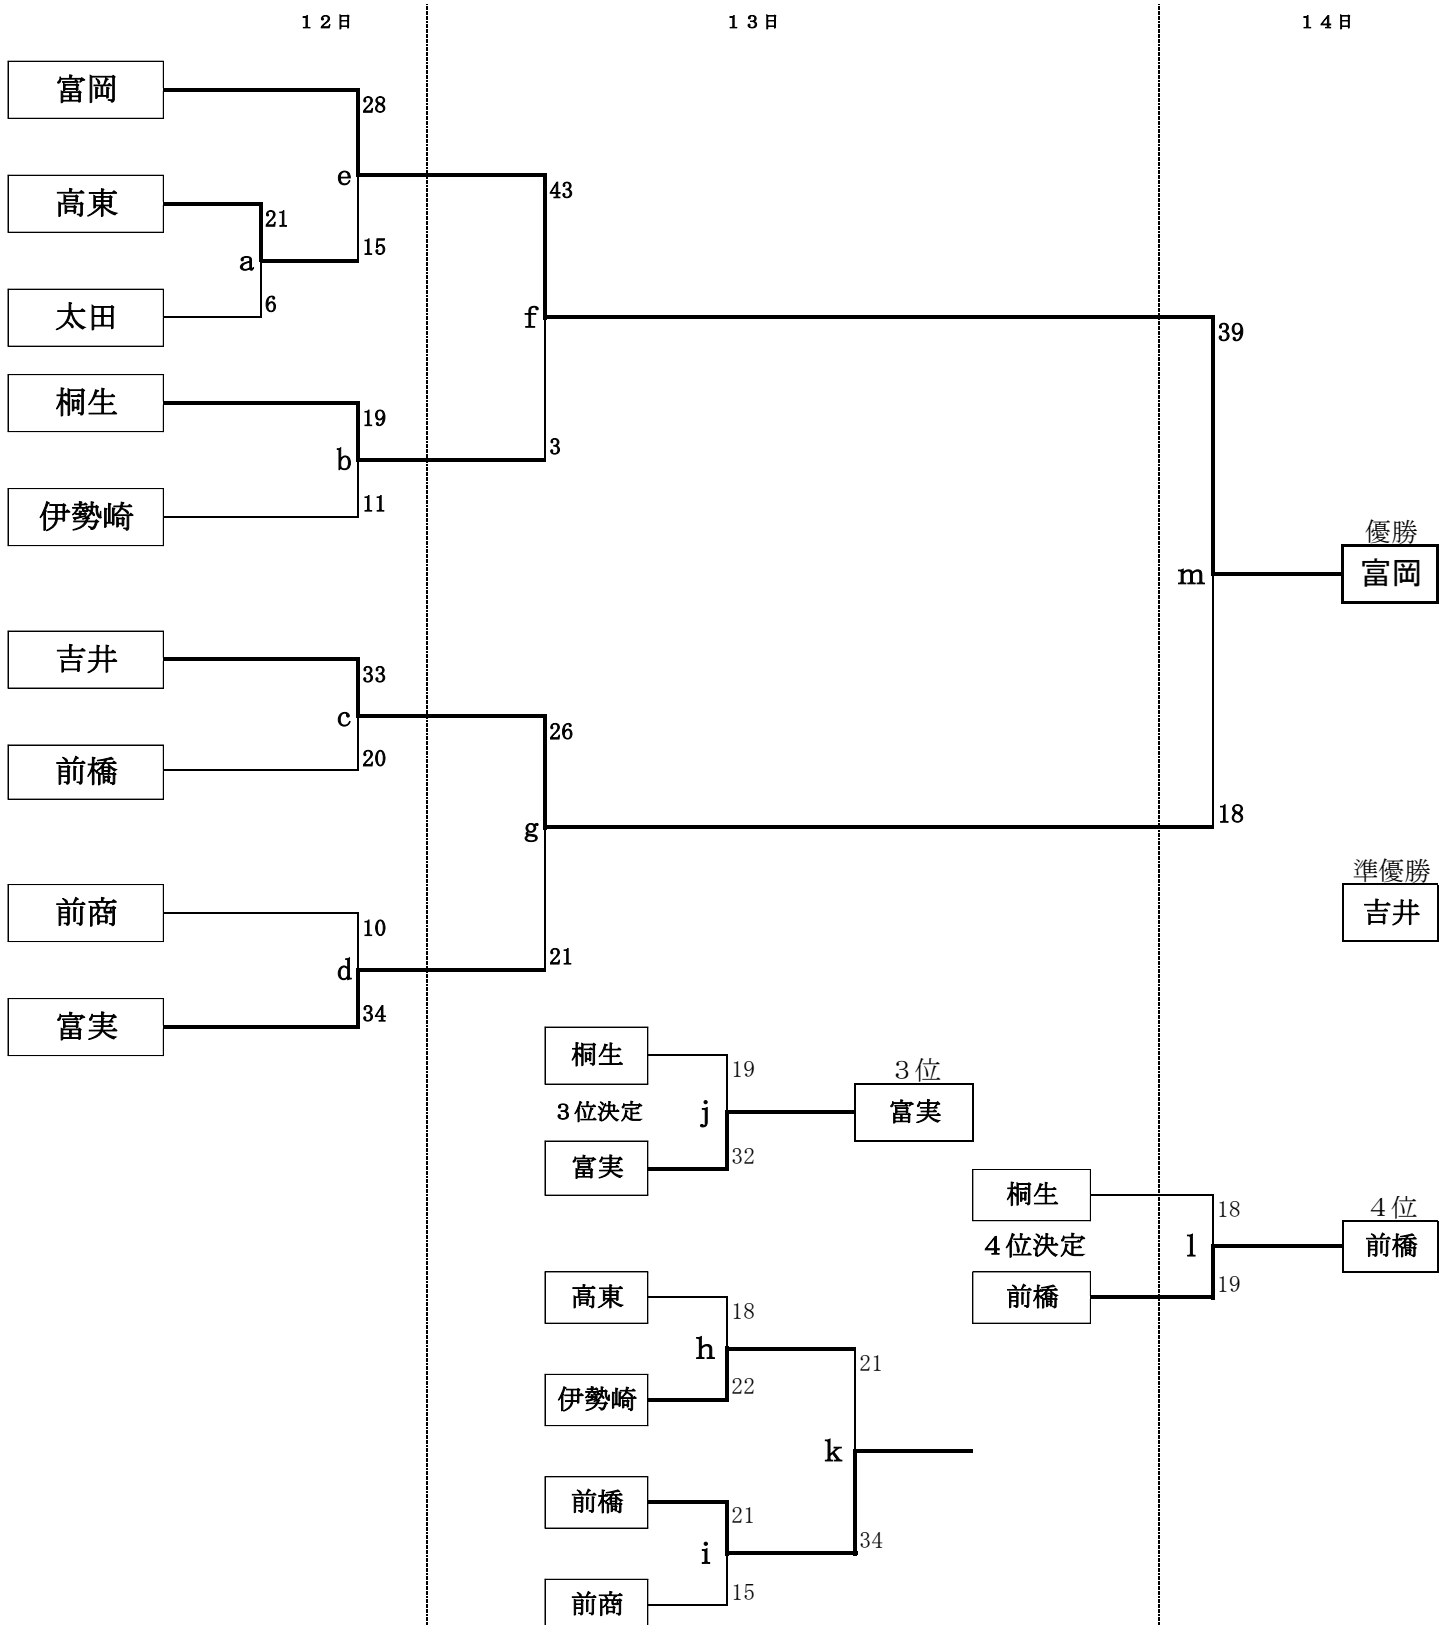 １２日 １３日 １４日
富岡
28
e
43
高東
21
15
a
6
太田
f
39
桐生
19
3
b
11
伊勢崎
優勝
富岡
m
吉井
33
c
26
20
前橋
18
g
準優勝
前商
吉井
10
21
d
34
富実
桐生
19
３位
３位決定
j
富実
32
富実
桐生
18
４位
４位決定
l
前橋
19
前橋
高東
18
h
21
22
伊勢崎
k
前橋
21
34
i
15
前商